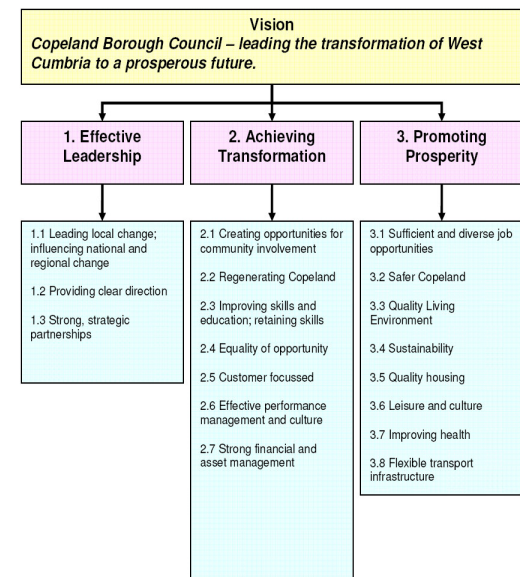 Vision
Copeland Borough Council – leading the transformation of West
Cumbria to a prosperous future.
1. Effective
Leadership
2. Achieving
Transformation
3. Promoting
Prosperity
1.1 Leading local change;
influencing national and
regional change
1.2 Providing clear direction
1.3 Strong, strategic
partnerships
2.1 Creating opportunities for
community involvement
2.2 Regenerating Copeland
2.3 Improving skills and
education; retaining skills
2.4 Equality of opportunity
2.5 Customer focussed
2.6 Effective performance
management and culture
2.7 Strong financial and
asset management
3.1 Sufficient and diverse job
opportunities
3.2 Safer Copeland
3.3 Quality Living
Environment
3.4 Sustainability
3.5 Quality housing
3.6 Leisure and culture
3.7 Improving health
3.8 Flexible transport
infrastructure